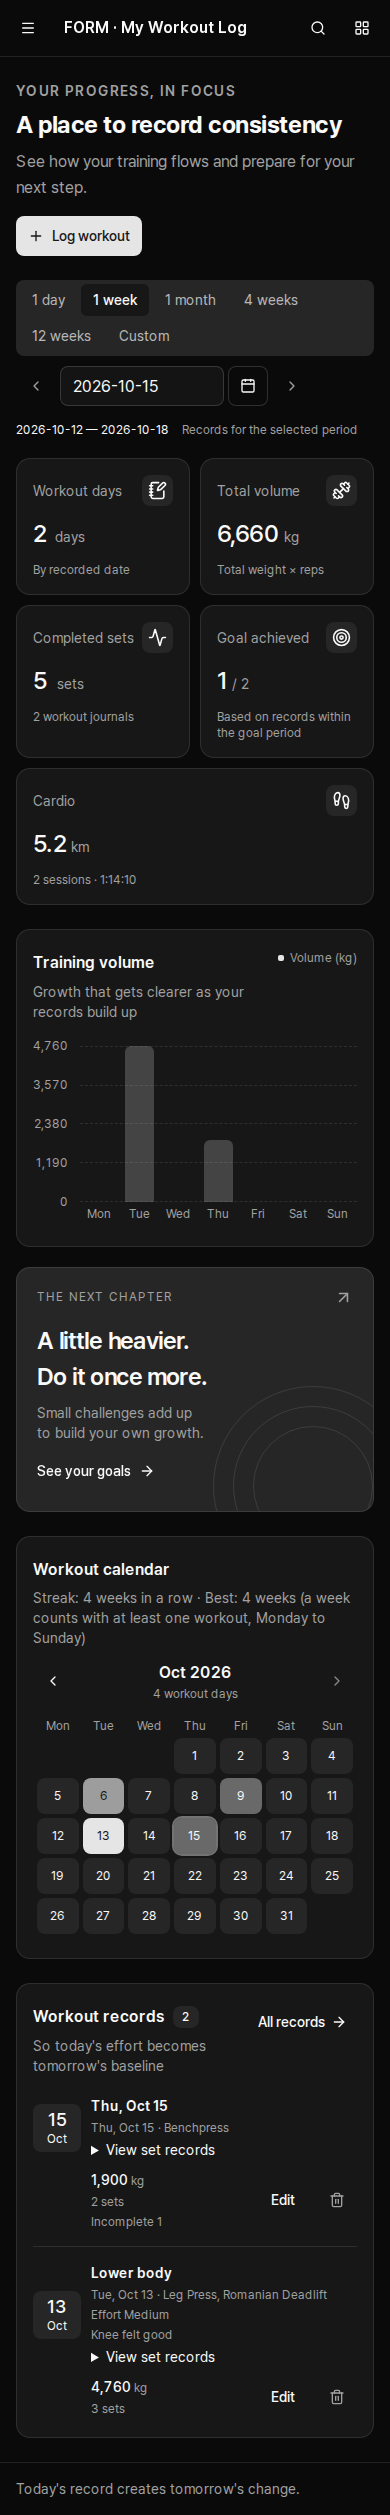 FORM · My Workout Log
YOUR PROGRESS, IN FOCUS
A place to record consistency
See how your training flows and prepare for your
next step.
Log workout
1 day 1 week 1 month 4 weeks
12 weeks Custom
2026-10-15
2026-10-12 — 2026-10-18 Records for the selected period
Workout days
2 days
By recorded date
Total volume
6,660 kg
Total weight × reps
Completed sets
5 sets
2 workout journals
Goal achieved
1 / 2
Based on records within
the goal period
Cardio
5.2 km
2 sessions · 1:14:10
Training volume
Volume (kg)
Growth that gets clearer as your
records build up
4,760
3,570
2,380
1,190
0
Mon Tue Wed Thu Fri Sat Sun
THE NEXT CHAPTER
A little heavier.
Do it once more.
Small challenges add up
to build your own growth.
See your goals
Workout calendar
Streak: 4 weeks in a row · Best: 4 weeks (a week
counts with at least one workout, Monday to
Sunday)
Oct 2026
4 workout days
Mon Tue Wed Thu Fri Sat Sun
1 2 3 4
5 6 7 8 9 10 11
12 13 14 15 16 17 18
19 20 21 22 23 24 25
26 27 28 29 30 31
Workout records 2
All records
So today's effort becomes
tomorrow's baseline
15
Oct
Thu, Oct 15
Thu, Oct 15 · Benchpress
View set records
1,900 kg
2 sets
Incomplete 1
Edit
13
Oct
Lower body
Tue, Oct 13 · Leg Press, Romanian Deadlift
Effort Medium
Knee felt good
View set records
4,760 kg
3 sets
Edit
Today's record creates tomorrow's change.